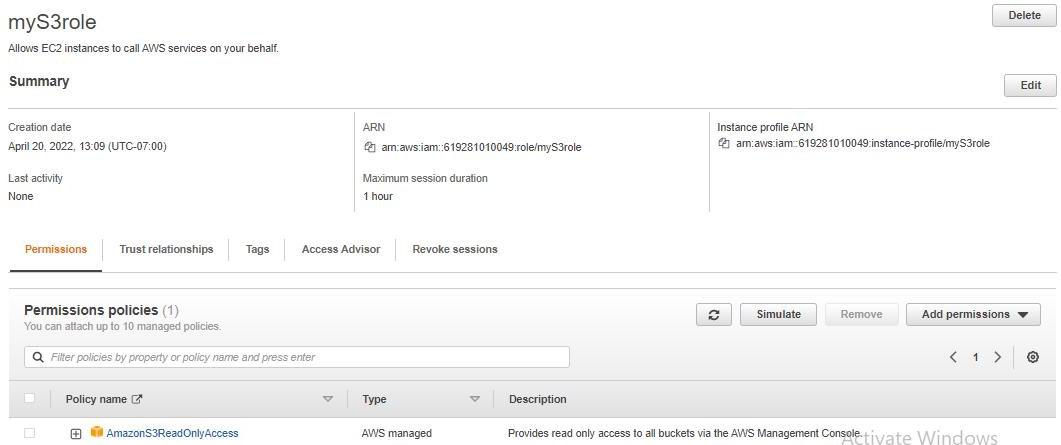 myS3role
Delete
Allows EC2 instances to call AWS services on your behalf.
Summary
Edit
Creation date
April 20, 2022, 13:09 (UTC-07:00)
ARN
arn:aws:iam::619281010049:role/myS3role
Instance profile ARN
arn:aws:iam::619281010049:instance-profile/myS3role
Last activity
None
Maximum session duration
1 hour
Permissions Trust relationships Tags Access Advisor Revoke sessions
Permissions policies (1)
You can attach up to 10 managed policies.
Simulate Remove Add permissions
Filter policies by property or policy name and press enter
1
Policy name Type Description
AmazonS3ReadOnlyAccess AWS managed Provides read only access to all buckets via the AWS Management Console.
Activate Windows